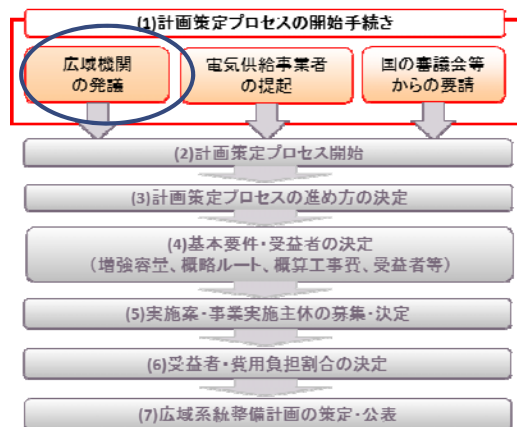 (1)計画策定プロセスの開始手続き
広域機関 電気供給事業者 国の審議会等
の発議 の提起 からの要請
(2)計画策定プロセス開始
(3)計画策定プロセスの進め方の決定
(4)基本要件・受益者の決定
（増強容量、概略ルート、概算工事費、受益者等）
(5)実施案・事業実施主体の募集・決定
(6)受益者・費用負担割合の決定
(7)広域系統整備計画の策定・公表